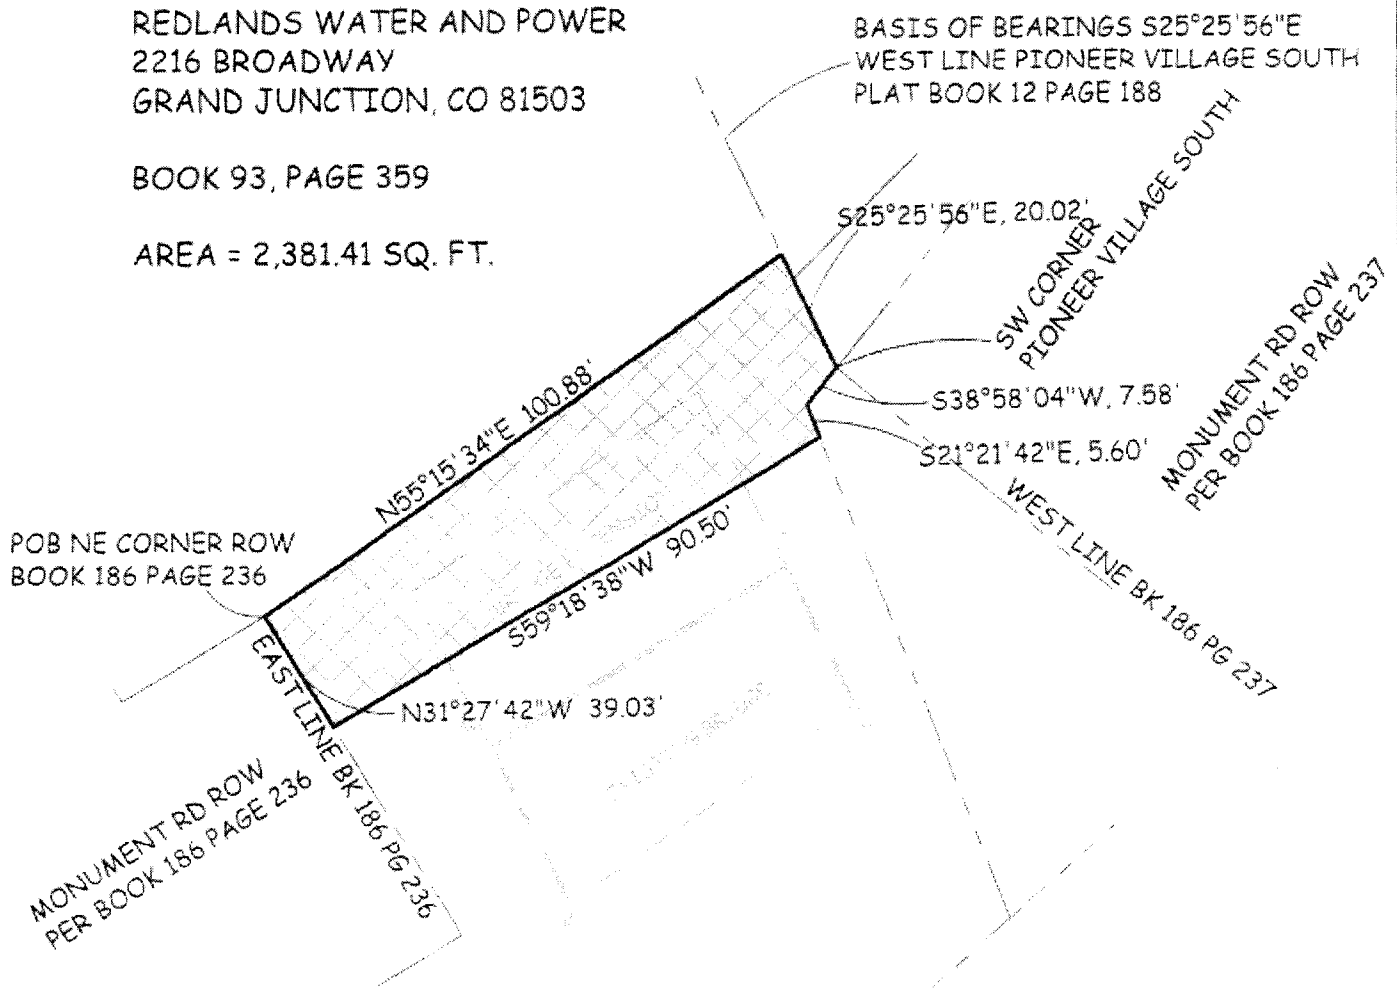 REDLANDS WATER AND POWER
2216 BROADWAY
GRAND JUNCTION, CO 81503
BOOK 93, PAGE 359
AREA = 2,381.41 SQ. FT.
BASIS OF BEARINGS S25°25'56"E
WEST LINE PIONEER VILLAGE SOUTH
PLAT BOOK 12 PAGE 188
S25°25'56"E, 20.02'
SW CORNER
PIONEER VILLAGE SOUTH
MONUMENT RD ROW
PER BOOK 186 PAGE 237
S38°58'04"W, 7.58'
S21°21'42"E, 5.60'
WEST LINE BK 186 PG 237
N55°15'34"E 100.88'
S59°18'38"W 90.50'
POB NE CORNER ROW
BOOK 186 PAGE 236
N31°27'42"W 39.03'
EAST LINE BK 186 PG 236
MONUMENT RD ROW
PER BOOK 186 PAGE 236